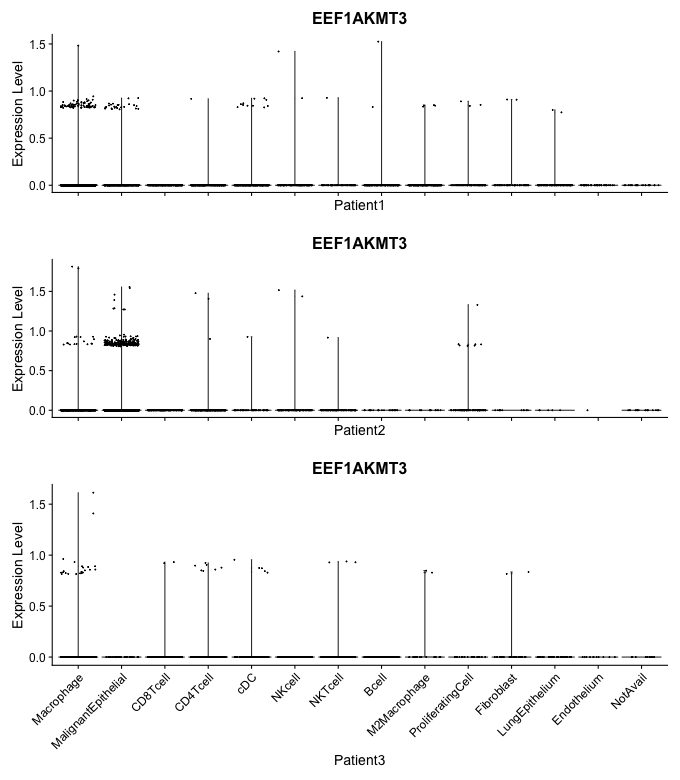 EEF1AKMT3
Expression Level
1.5
1.0
0.5
0.0
Patient1
EEF1AKMT3
Expression Level
1.5
1.0
0.5
0.0
Patient2
EEF1AKMT3
Expression Level
1.5
1.0
0.5
0.0
Macrophage
MalignantEpithelial
CD8Tcell
CD4Tcell
cDC
NKcell
NKTcell
Bcell
M2Macrophage
ProliferatingCell
Fibroblast
LungEpithelium
Endothelium
NotAvail
Patient3